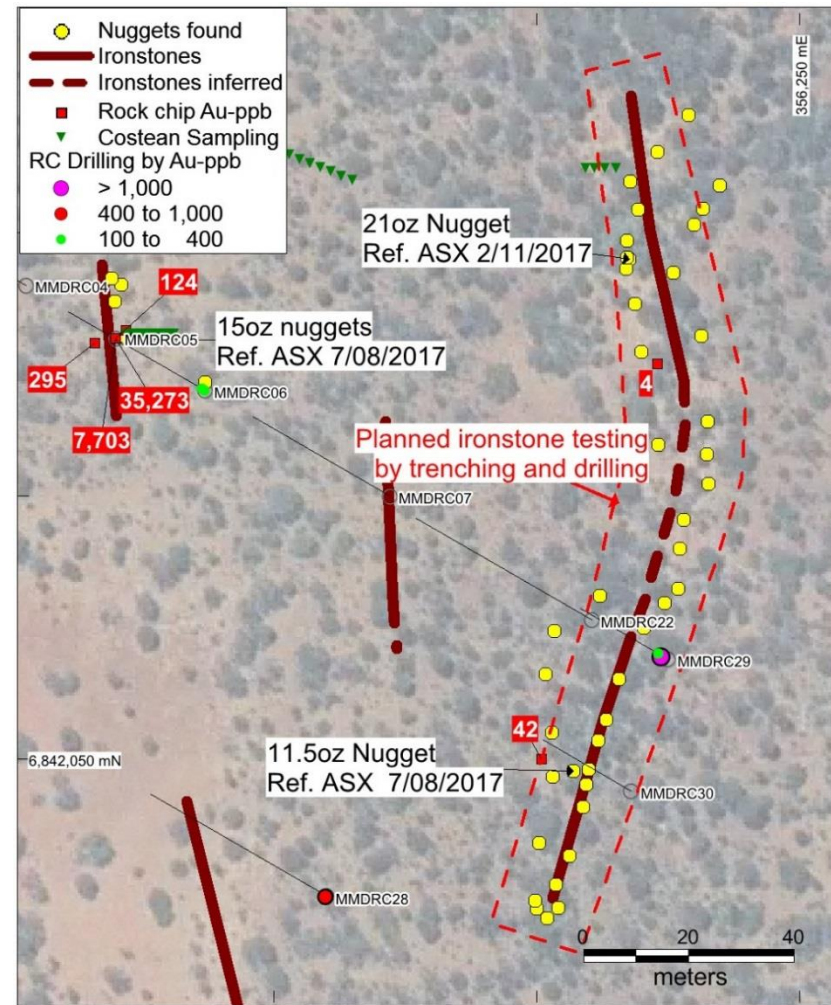 Nuggets found
Ironstones
Ironstones inferred
Rock chip Au-ppb
Costean Sampling
RC Drilling by Au-ppb
> 1,000
400 to 1,000
100 to 400
356,250 mE
21oz Nugget
Ref. ASX 2/11/2017
MMDRC04
124
15oz nuggets
Ref. ASX 7/08/2017
MMDRC05
295
35,273
MMDRC06
7,703
4
Planned ironstone testing
by trenching and drilling
MMDRC07
MMDRC22
MMDRC29
42
11.5oz Nugget
Ref. ASX 7/08/2017
6,842,050 mN
MMDRC30
MMDRC28
0 20 40
meters